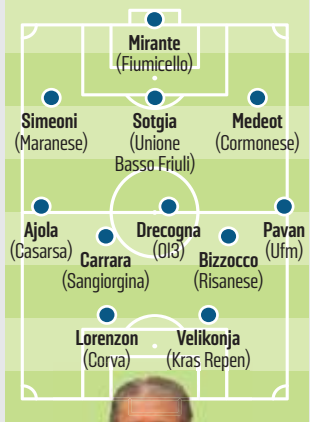 Mirante
(Fiumicello)
Simeoni
(Maranese)
Sotgia
(Unione
Basso Friuli)
Medeot
(Cormonese)
Ajola
(Casarsa)
Carrara
(Sangiorgina)
Drecogna
(Ol3)
Bizzocco
(Risanese)
Pavan
(Ufm)
Lorenzon
(Corva)
Velikonja
(Kras Repen)